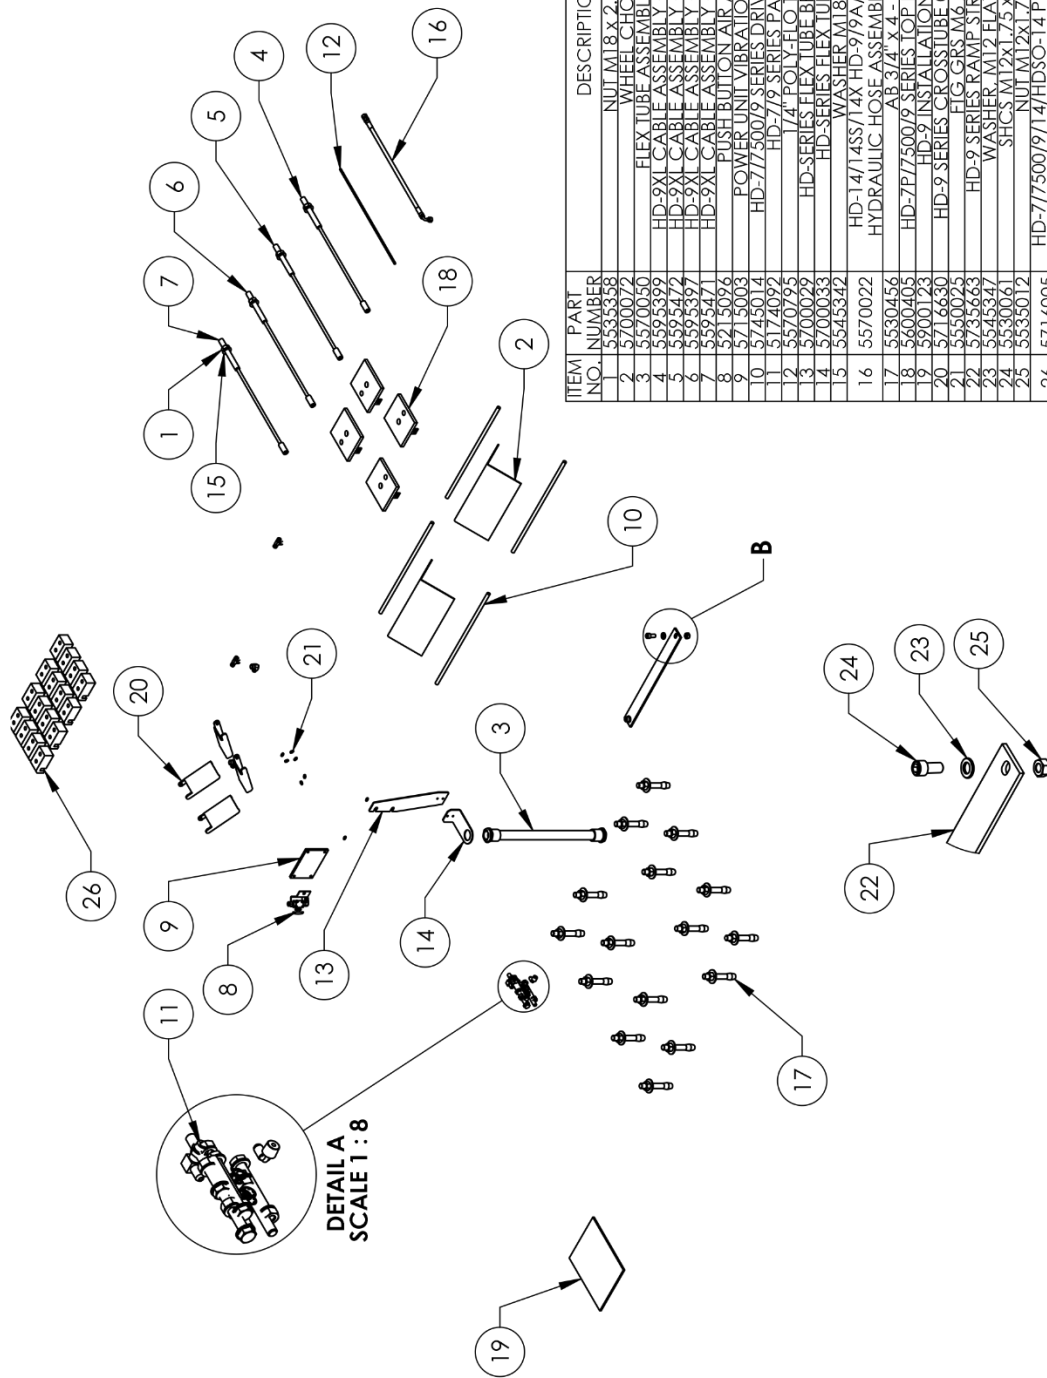 4
5
6
7
12
16
1
15
18
2
10
B
20
21
26
9
8
3
13
14
11
DETAIL A
SCALE 1 : 8
17
19
24
23
25
22
ITEM NO. PART NUMBER DESCRIPTIO
1 5535358 NUT M18 x 2.
2 5700072 WHEEL CHO
3 5570050 FLEX TUBE ASSEMBL
4 5595399 HD-9XL CABLE ASSEMBLY
5 5595472 HD-9XL CABLE ASSEMBLY
6 5595397 HD-9XL CABLE ASSEMBLY
7 5595471 HD-9XL CABLE ASSEMBLY
8 5215096 PUSH BUTTON AIR
9 5715003 POWER UNIT VIBRATIO
10 5745014 HD-7/7500/9 SERIES DRIV
11 5174092 HD-7/9 SERIES PA
12 5570795 1/4" POLY-FLO T
13 5700029 HD-SERIES FLEX TUBE B
14 5700033 HD-SERIES FLEX TU
15 5545342 WASHER M18
16 5570022 HD-14/14SS/14X HD-9/9A
HYDRAULIC HOSE ASSEMB
17 5530456 AB 3/4" x 4 -
18 5600405 HD-7P/7500/9 SERIES TOP
19 5900123 HD-9 INSTALLATION
20 5716630 HD-9 SERIES CROSSTUBE
21 5550025 FTG GRS M6
22 5735663 HD-9 SERIES RAMP STR
23 5545347 WASHER M12 FLA
24 5530061 SHCS M12x1.75 x
25 5535012 NUT M12x1.7
26 5716095 HD-7/7500/9/14/HDSO-14 P